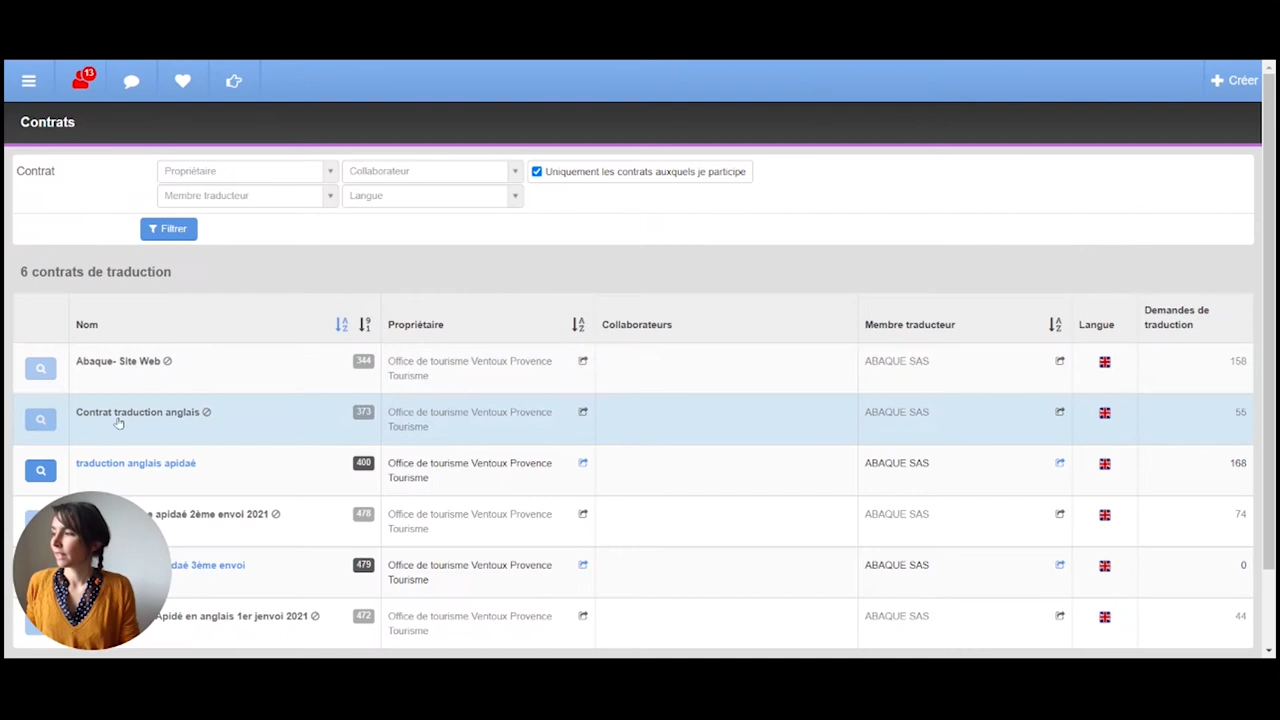 13
Créer
Contrats
Contrat
Propriétaire
Collaborateur
Uniquement les contrats auxquels je participe
Membre traducteur
Langue
Filtrer
6 contrats de traduction
Nom
Propriétaire
Collaborateurs
Membre traducteur
Langue
Demandes de
traduction
Abaque- Site Web
344
Office de tourisme Ventoux Provence
Tourisme
ABAQUE SAS
158
Contrat traduction anglais
373
Office de tourisme Ventoux Provence
Tourisme
ABAQUE SAS
55
traduction anglais apidaé
400
Office de tourisme Ventoux Provence
Tourisme
ABAQUE SAS
168
apidaé 2ème envoi 2021
478
Office de tourisme Ventoux Provence
Tourisme
ABAQUE SAS
74
3ème envoi
479
Office de tourisme Ventoux Provence
Tourisme
ABAQUE SAS
0
Apidé en anglais 1er jenvoi 2021
472
Office de tourisme Ventoux Provence
Tourisme
ABAQUE SAS
44